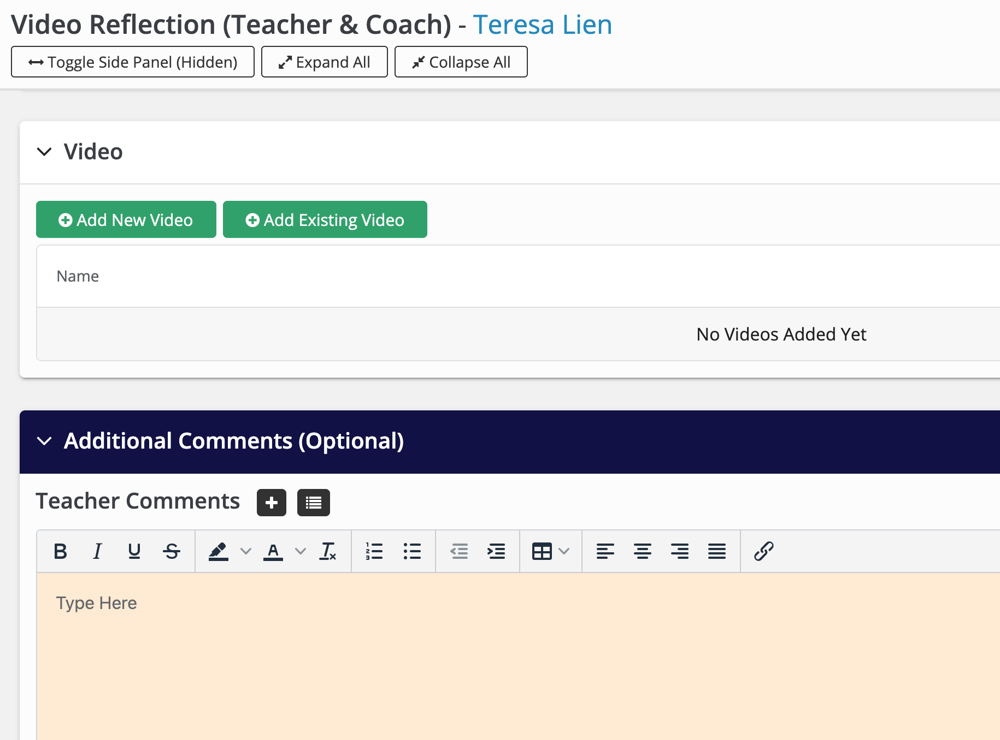 Video Reflection (Teacher & Coach) - Teresa Lien
Toggle Side Panel (Hidden) Expand All Collapse All
Video
Add New Video Add Existing Video
Name
No Videos Added Yet
Additional Comments (Optional)
Teacher Comments
Type Here